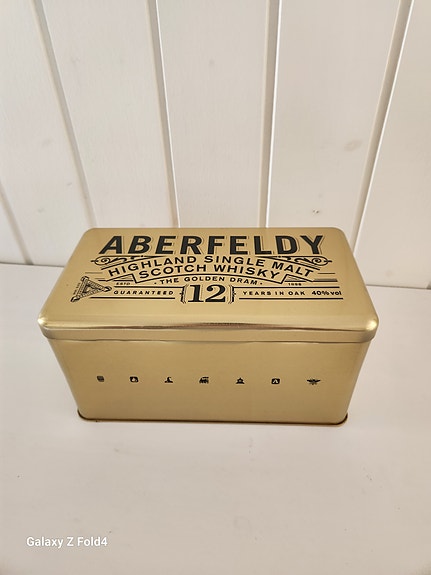 ABERFELDY
HIGHLAND SINGLE MALT
SCOTCH WHISKY
ESTD · THE GOLDEN DRAM · 1898
GUARANTEED 12 YEARS IN OAK 40%vol
Galaxy Z Fold4